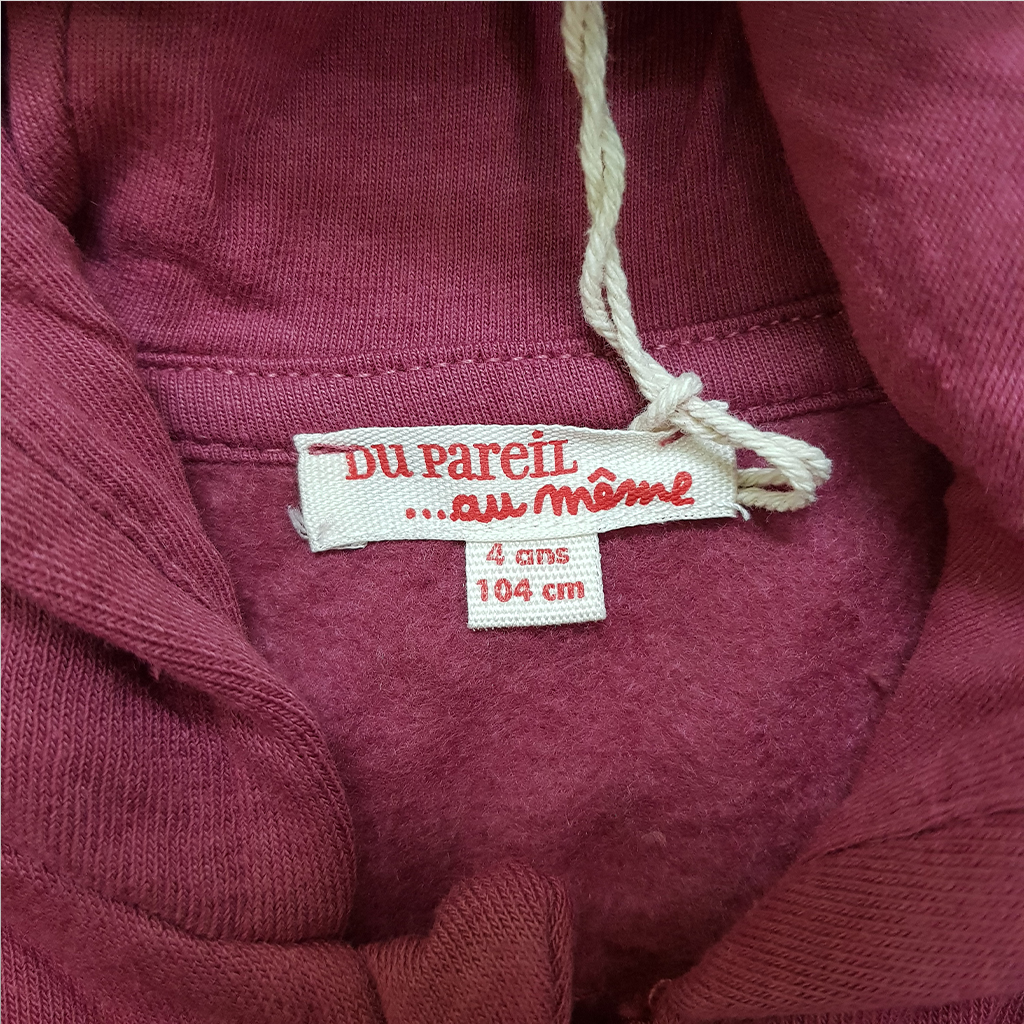 Du PareiL
...au même
4 ans
104 cm